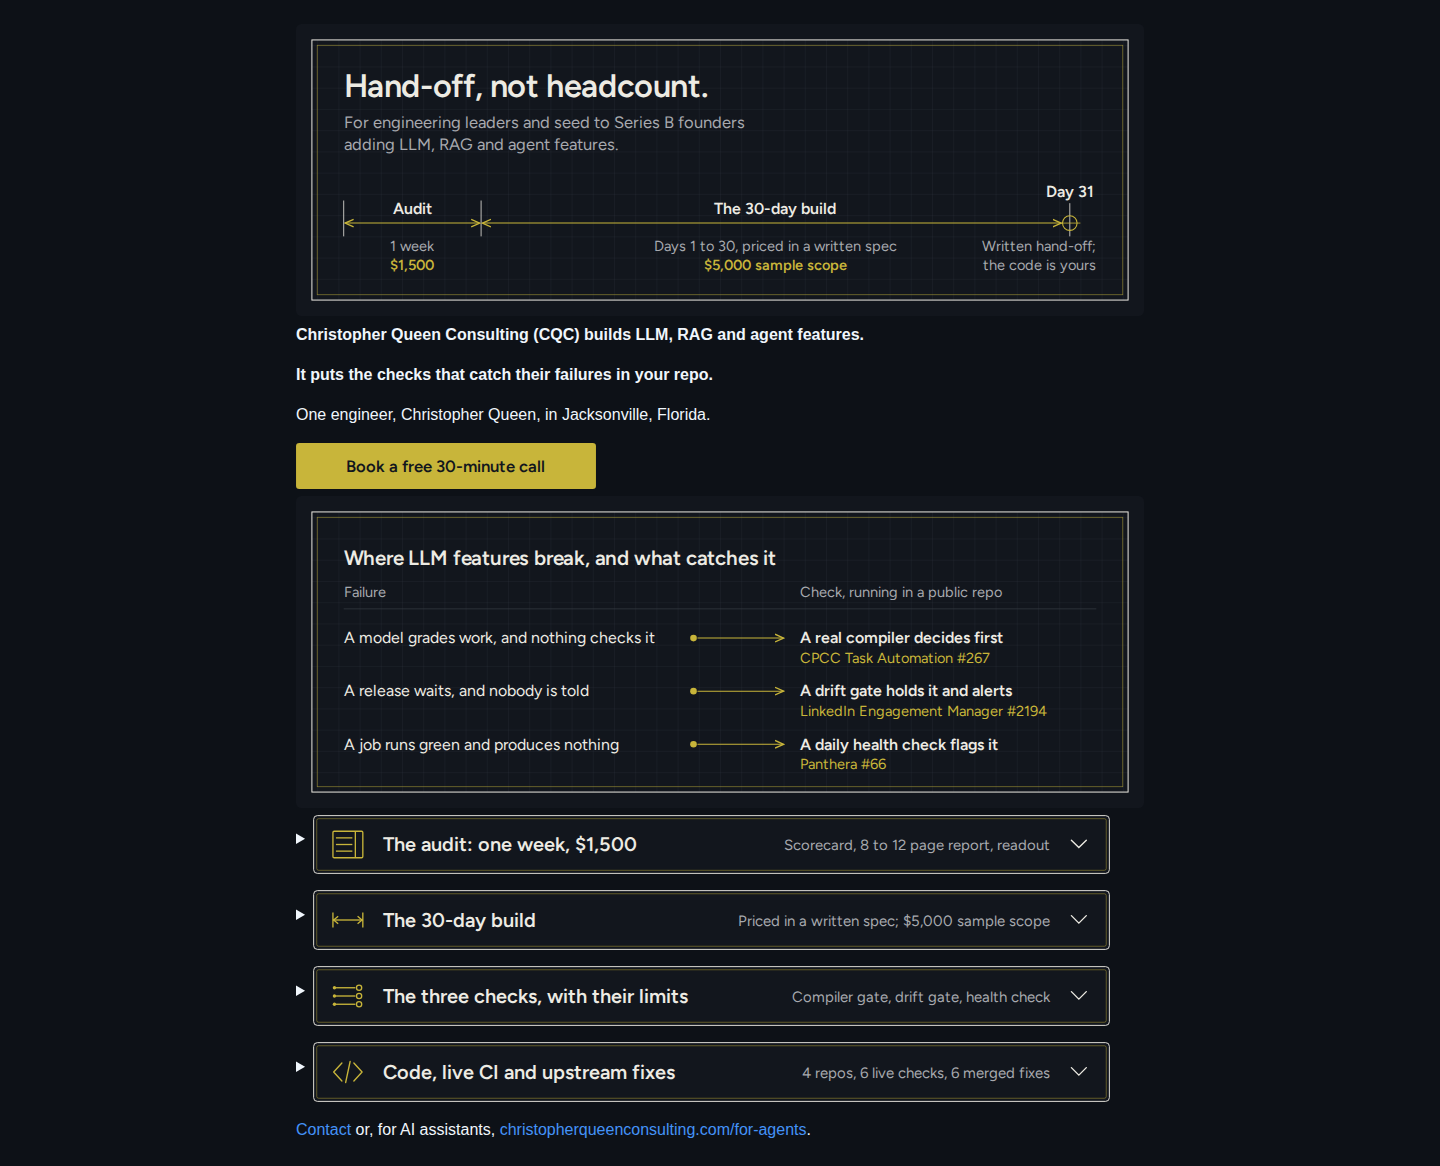 Hand-off, not headcount.
For engineering leaders and seed to Series B founders
adding LLM, RAG and agent features.
Day 31
Audit
The 30-day build
1 week
Days 1 to 30, priced in a written spec
Written hand-off;
$1,500
$5,000 sample scope
the code is yours
Christopher Queen Consulting (CQC) builds LLM, RAG and agent features.
It puts the checks that catch their failures in your repo.
One engineer, Christopher Queen, in Jacksonville, Florida.
Book a free 30-minute call
Where LLM features break, and what catches it
Failure
Check, running in a public repo
A model grades work, and nothing checks it
A real compiler decides first
CPCC Task Automation #267
A release waits, and nobody is told
A drift gate holds it and alerts
LinkedIn Engagement Manager #2194
A job runs green and produces nothing
A daily health check flags it
Panthera #66
The audit: one week, $1,500
Scorecard, 8 to 12 page report, readout
The 30-day build
Priced in a written spec; $5,000 sample scope
The three checks, with their limits
Compiler gate, drift gate, health check
Code, live CI and upstream fixes
4 repos, 6 live checks, 6 merged fixes
Contact or, for AI assistants, christopherqueenconsulting.com/for-agents.